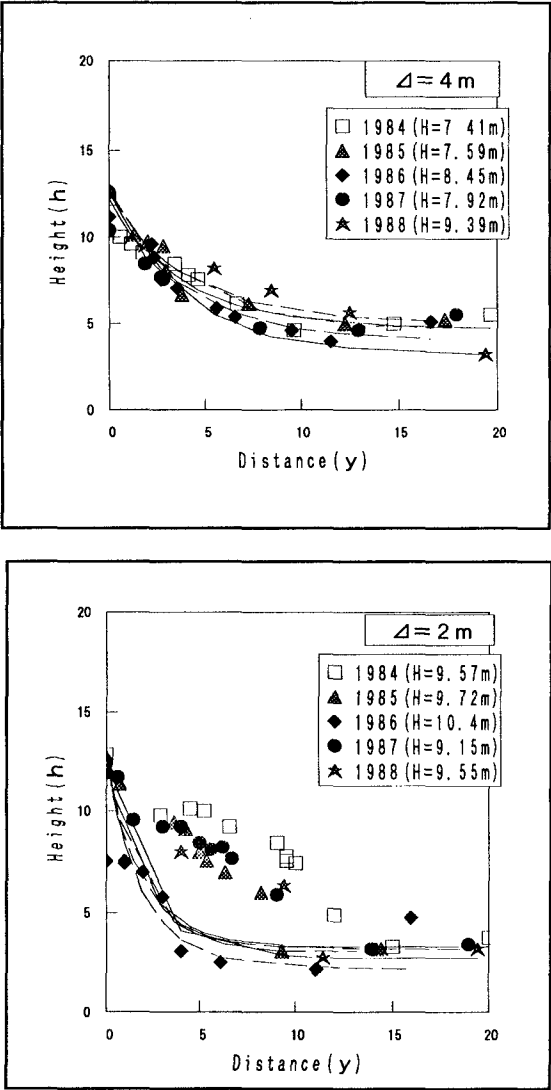 Δ=4m
20
15
10
5
0
Height(h)
□ 1984(H=7 41m)
▲ 1985(H=7.59m)
◆ 1986(H=8.45m)
● 1987(H=7.92m)
★ 1988(H=9.39m)
0 5 10 15 20
Distance(y)
Δ=2m
20
15
10
5
0
Height(h)
□ 1984(H=9.57m)
▲ 1985(H=9.72m)
◆ 1986(H=10.4m)
● 1987(H=9.15m)
★ 1988(H=9.55m)
0 5 10 15 20
Distance(y)